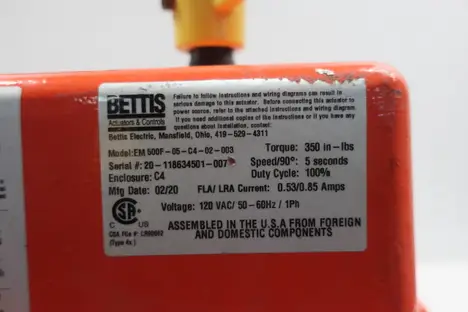 BETTIS
Actuators & Controls
Failure to follow instructions and wiring diagrams can result in
serious damage to this actuator. Before connecting this actuator to
power source, refer to the attached instructions and wiring diagram.
If you need additional copies of the instructions or if you have
any questions about installation, contact:
Bettis Electric, Mansfield, Ohio, 419-529-4311
Model: EM 500F-05-C4-02-003
Torque: 350 in-lbs
Serial #: 20-118634501-007
Speed/90°: 5 seconds
Enclosure: C4
Duty Cycle: 100%
Mfg Date: 02/20
FLA/ LRA Current: 0.53/0.85 Amps
Voltage: 120 VAC/ 50-60Hz / 1Ph
C US
(Type 4x)
ASSEMBLED IN THE U.S.A FROM FOREIGN
AND DOMESTIC COMPONENTS